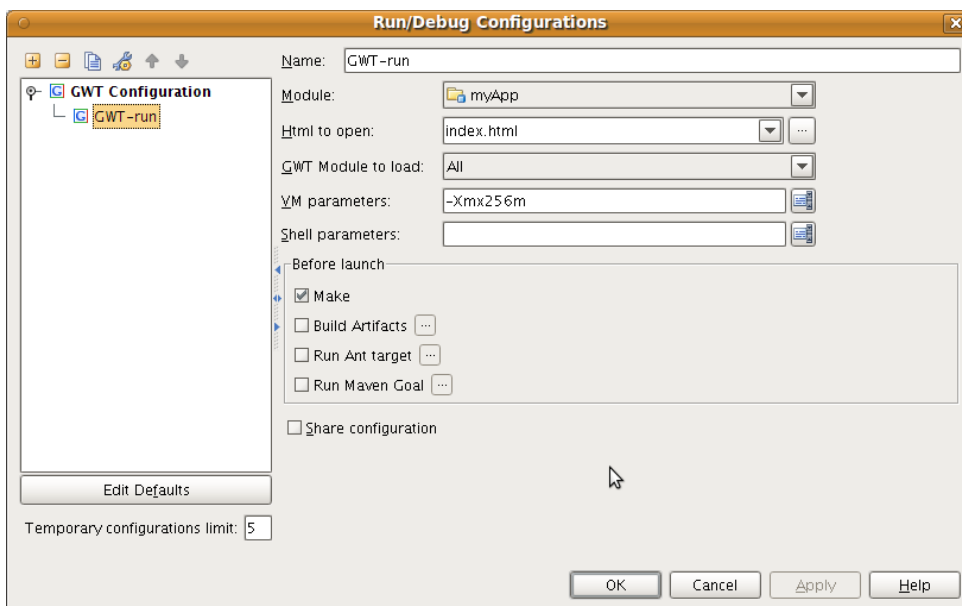 Run/Debug Configurations
GWT Configuration
GWT-run
Edit Defaults
Temporary configurations limit: 5
Name: GWT-run
Module: myApp
Html to open: index.html ...
GWT Module to load: All
VM parameters: -Xmx256m
Shell parameters:
Before launch
Make
Build Artifacts ...
Run Ant target ...
Run Maven Goal ...
Share configuration
OK Cancel Apply Help